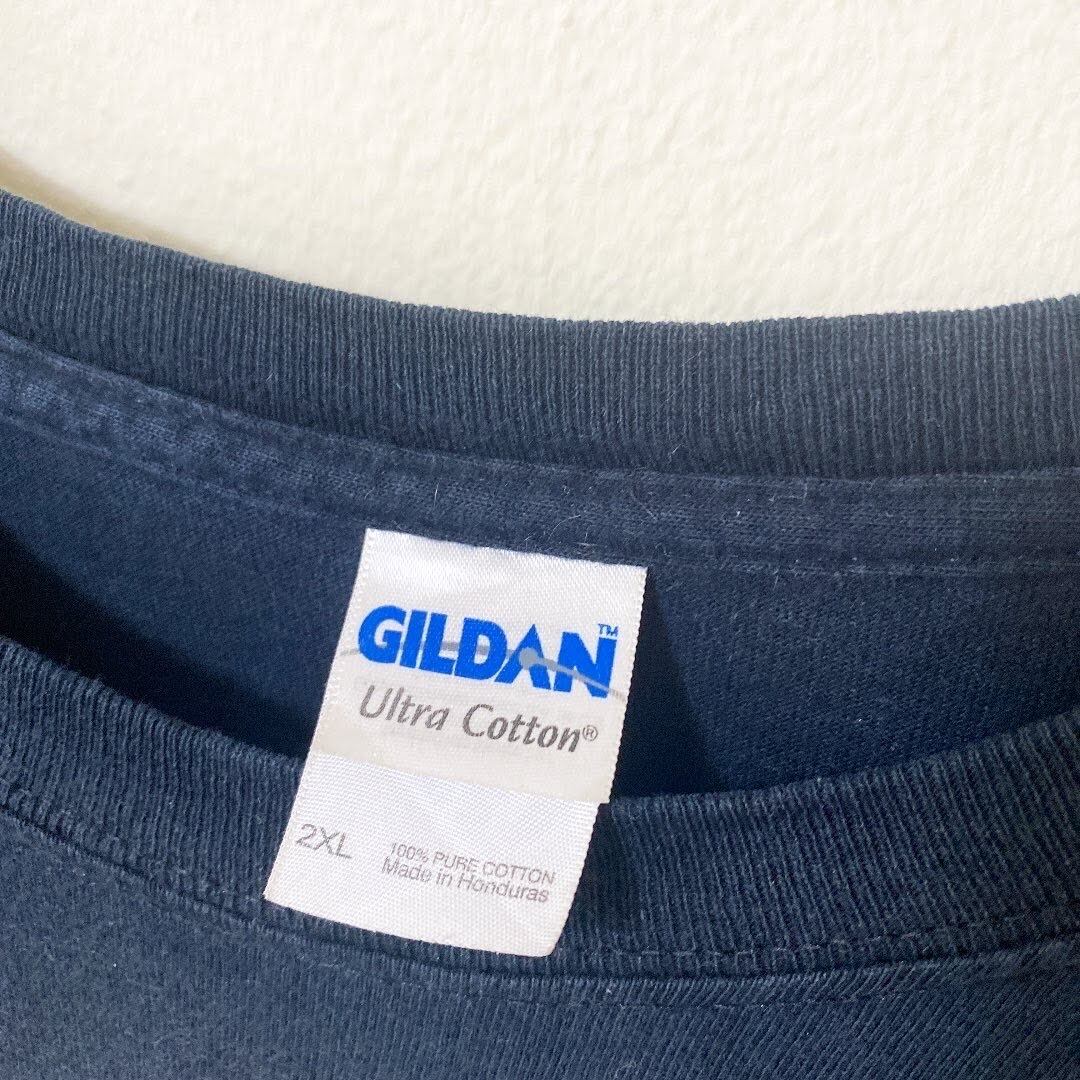 GILDAN™
Ultra Cotton®
2XL
100% PURE COTTON
Made in Honduras